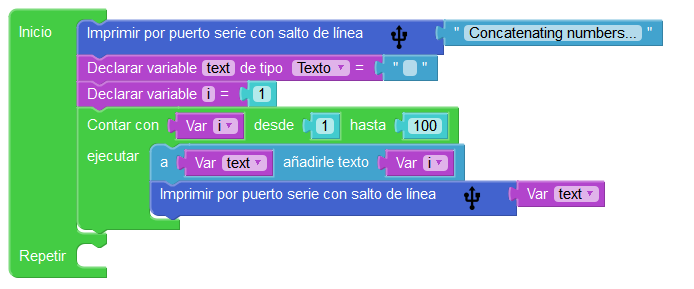 Inicio Imprimir por puerto serie con salto de línea " Concatenating numbers... "
Declarar variable text de tipo Texto = " "
Declarar variable i = 1
Contar con Var i desde 1 hasta 100
ejecutar a Var text añadirle texto Var i
Imprimir por puerto serie con salto de línea Var text
Repetir